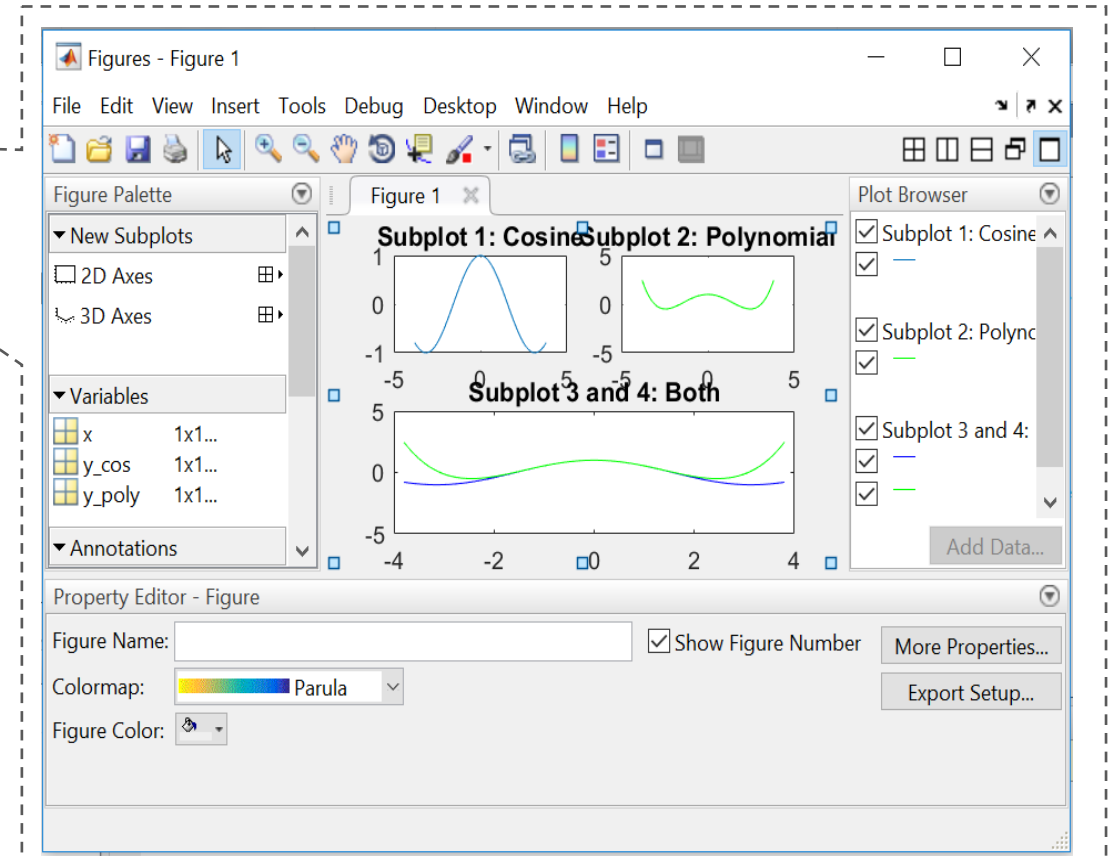 Figures - Figure 1
File Edit View Insert Tools Debug Desktop Window Help
Figure Palette
Figure 1
Plot Browser
New Subplots
2D Axes
3D Axes
Variables
x 1x1...
y_cos 1x1...
y_poly 1x1...
Annotations
Subplot 1: Cosine
1
0
-1
-5 0 5
Subplot 2: Polynomial
5
0
-5
-5 0 5
Subplot 3 and 4: Both
5
0
-5
-4 -2 0 2 4
Subplot 1: Cosine
Subplot 2: Polync
Subplot 3 and 4:
Add Data...
Property Editor - Figure
Figure Name:
Show Figure Number
More Properties...
Colormap:
Parula
Export Setup...
Figure Color: